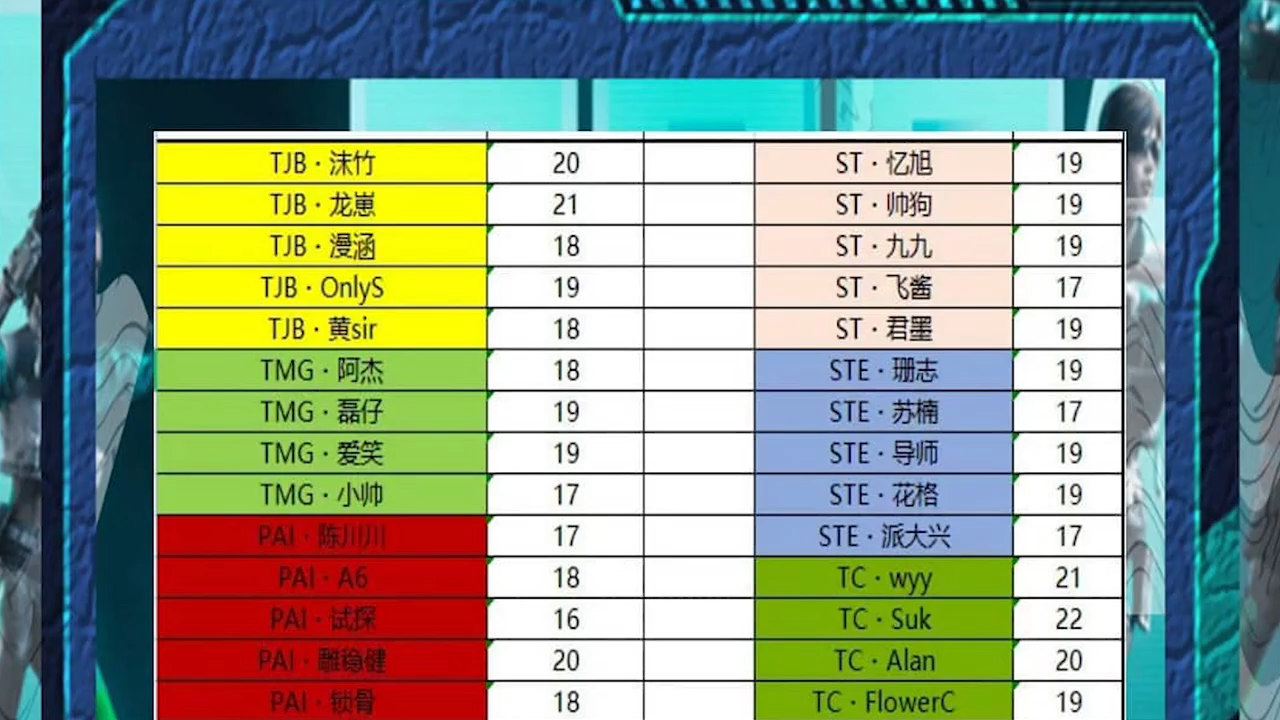 TJB · 沫竹 20 ST · 忆旭 19
TJB · 龙崽 21 ST · 帅狗 19
TJB · 漫涵 18 ST · 九九 19
TJB · OnlyS 19 ST · 飞酱 17
TJB · 黄sir 18 ST · 君墨 19
TMG · 阿杰 18 STE · 珊志 19
TMG · 磊仔 19 STE · 苏楠 17
TMG · 爱笑 19 STE · 导师 19
TMG · 小帅 17 STE · 花格 19
PAI · 陈川川 17 STE · 派大兴 17
PAI · A6 18 TC · wyy 21
PAI · 试探 16 TC · Suk 22
PAI · 雕稳健 20 TC · Alan 20
PAI · 锁骨 18 TC · FlowerC 19